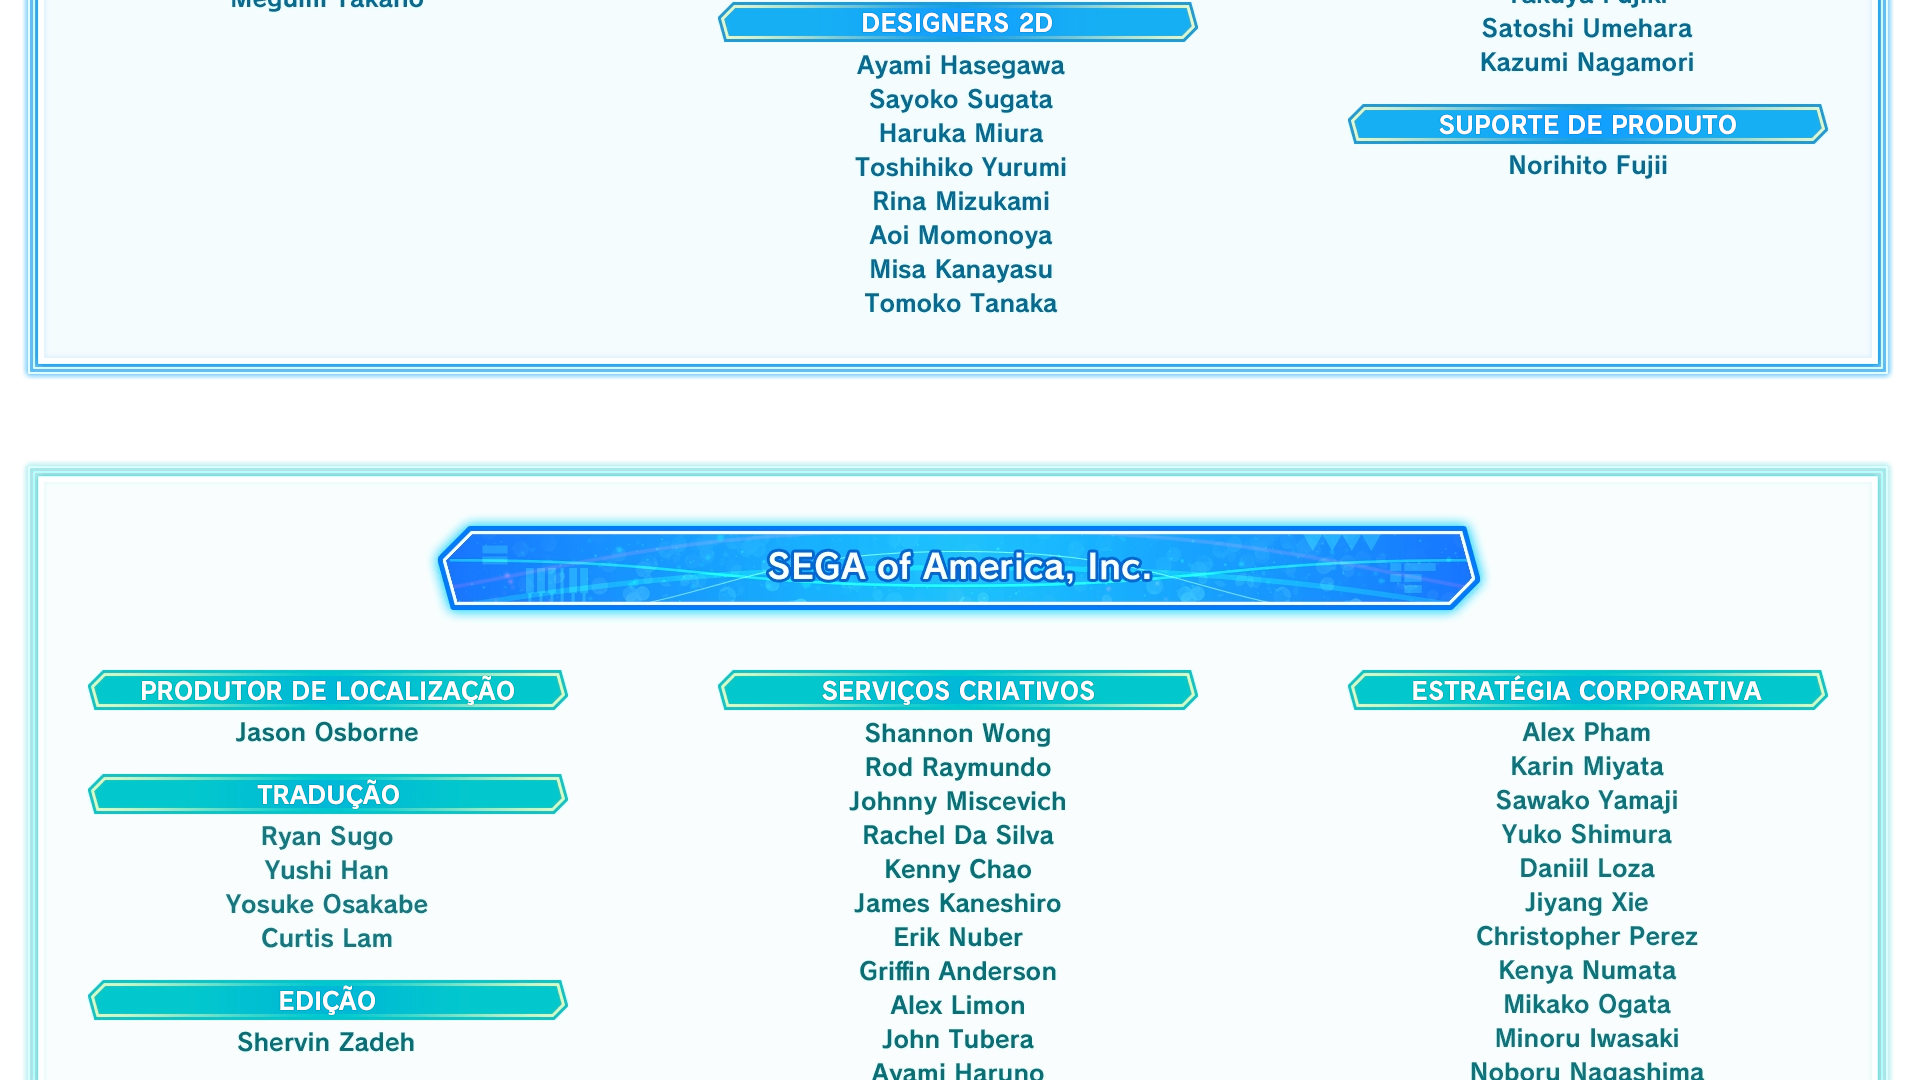 Megumi Takano
DESIGNERS 2D
Ayami Hasegawa
Sayoko Sugata
Haruka Miura
Toshihiko Yurumi
Rina Mizukami
Aoi Momonoya
Misa Kanayasu
Tomoko Tanaka
Takuya Fujiki
Satoshi Umehara
Kazumi Nagamori
SUPORTE DE PRODUTO
Norihito Fujii
SEGA of America, Inc.
PRODUTOR DE LOCALIZAÇÃO
Jason Osborne
TRADUÇÃO
Ryan Sugo
Yushi Han
Yosuke Osakabe
Curtis Lam
EDIÇÃO
Shervin Zadeh
SERVIÇOS CRIATIVOS
Shannon Wong
Rod Raymundo
Johnny Miscevich
Rachel Da Silva
Kenny Chao
James Kaneshiro
Erik Nuber
Griffin Anderson
Alex Limon
John Tubera
Ayami Haruno
ESTRATÉGIA CORPORATIVA
Alex Pham
Karin Miyata
Sawako Yamaji
Yuko Shimura
Daniil Loza
Jiyang Xie
Christopher Perez
Kenya Numata
Mikako Ogata
Minoru Iwasaki
Noboru Nagashima